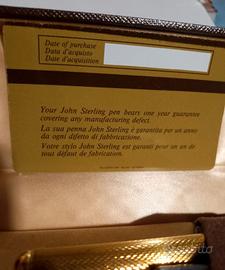 Date of purchase
Data d'acquisto
Date d'acquisition
Your John Sterling pen bears one year guarantee
covering any manufacturing defect.
La sua penna John Sterling è garantita per un anno
da ogni difetto di fabbricazione.
Votre stylo John Sterling est garanti pour un an de
tout défaut de fabrication.